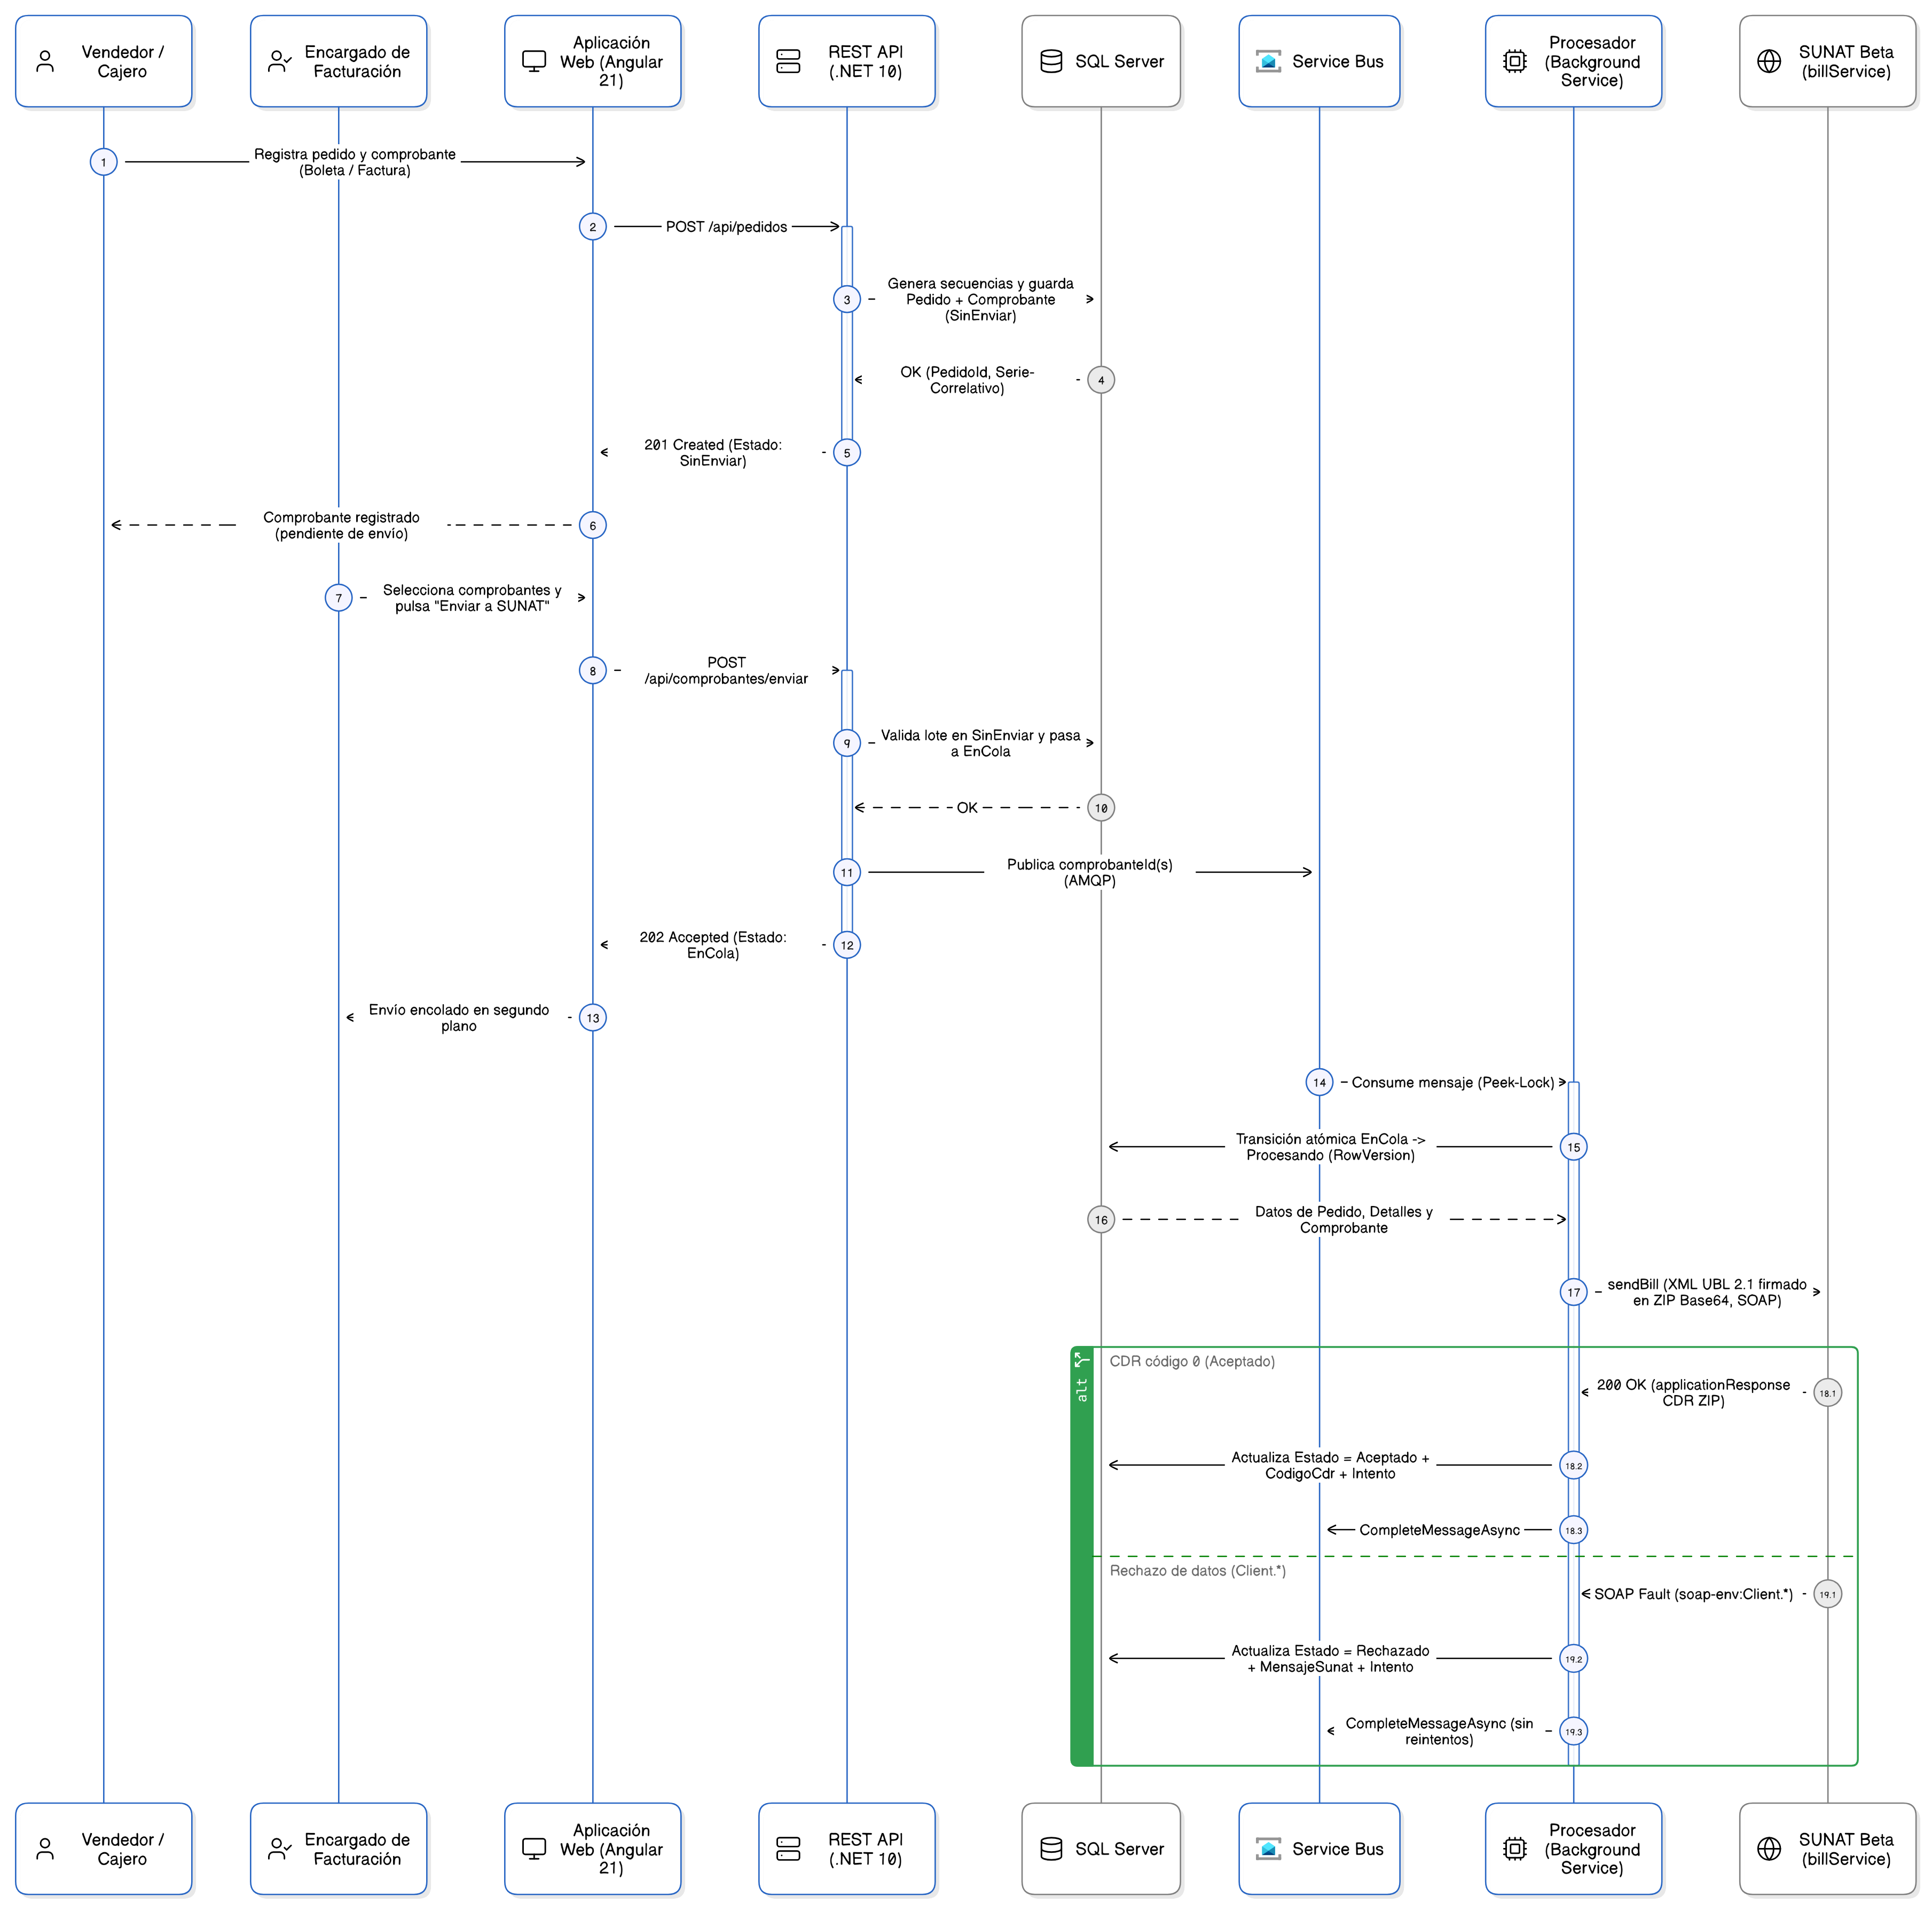 Vendedor /
Cajero
Encargado de
Facturación
Aplicación
Web (Angular
21)
REST API
(.NET 10)
SQL Server
Service Bus
Procesador
(Background
Service)
SUNAT Beta
(billService)
1
Registra pedido y comprobante
(Boleta / Factura)
2
POST /api/pedidos
3
Genera secuencias y guarda
Pedido + Comprobante
(SinEnviar)
OK (PedidoId, Serie-
Correlativo)
4
201 Created (Estado:
SinEnviar)
5
Comprobante registrado
(pendiente de envío)
6
7
Selecciona comprobantes y
pulsa "Enviar a SUNAT"
8
POST
/api/comprobantes/enviar
9
Valida lote en SinEnviar y pasa
a EnCola
OK
10
11
Publica comprobanteId(s)
(AMQP)
202 Accepted (Estado:
EnCola)
12
Envío encolado en segundo
plano
13
14
Consume mensaje (Peek-Lock)
Transición atómica EnCola ->
Procesando (RowVersion)
15
16
Datos de Pedido, Detalles y
Comprobante
17
sendBill (XML UBL 2.1 firmado
en ZIP Base64, SOAP)
alt
CDR código 0 (Aceptado)
200 OK (applicationResponse
CDR ZIP)
18.1
Actualiza Estado = Aceptado +
CodigoCdr + Intento
18.2
CompleteMessageAsync
18.3
Rechazo de datos (Client.*)
SOAP Fault (soap-env:Client.*)
19.1
Actualiza Estado = Rechazado
+ MensajeSunat + Intento
19.2
CompleteMessageAsync (sin
reintentos)
19.3
Vendedor /
Cajero
Encargado de
Facturación
Aplicación
Web (Angular
21)
REST API
(.NET 10)
SQL Server
Service Bus
Procesador
(Background
Service)
SUNAT Beta
(billService)